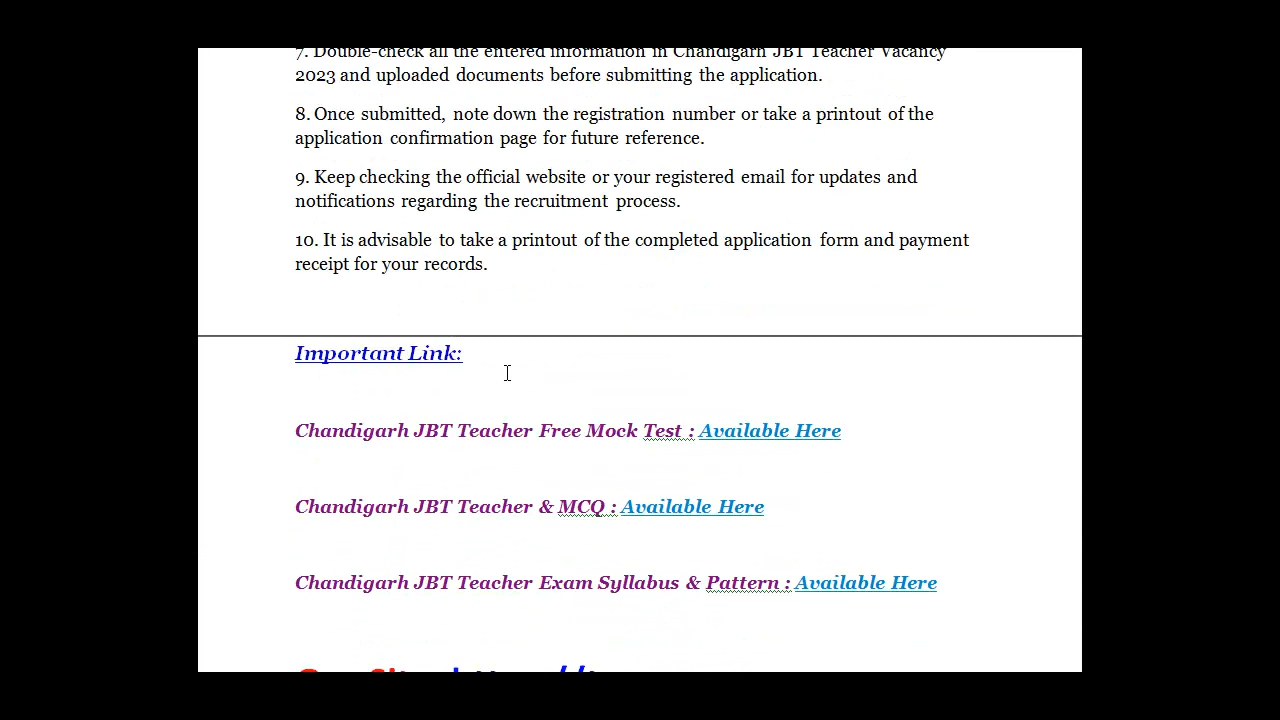 7. Double-check all the entered information in Chandigarh JBT Teacher Vacancy
2023 and uploaded documents before submitting the application.
8. Once submitted, note down the registration number or take a printout of the
application confirmation page for future reference.
9. Keep checking the official website or your registered email for updates and
notifications regarding the recruitment process.
10. It is advisable to take a printout of the completed application form and payment
receipt for your records.
Important Link:
Chandigarh JBT Teacher Free Mock Test : Available Here
Chandigarh JBT Teacher & MCQ : Available Here
Chandigarh JBT Teacher Exam Syllabus & Pattern : Available Here